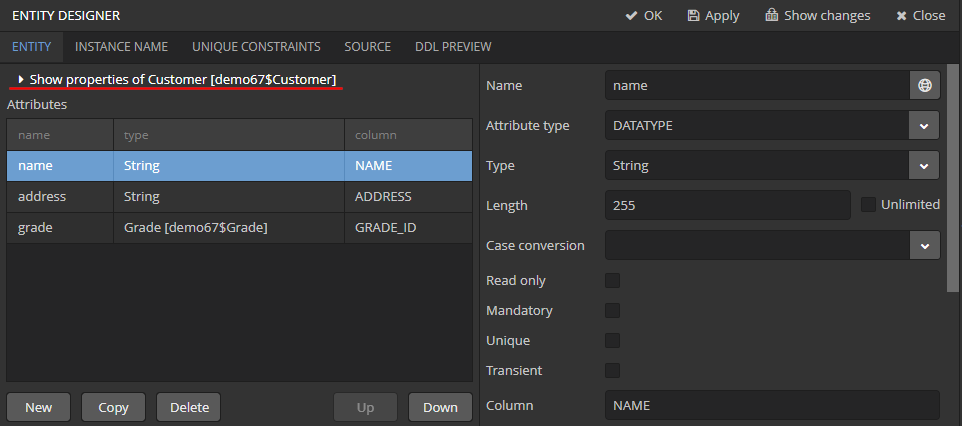 ENTITY DESIGNER OK Apply Show changes Close
ENTITY INSTANCE NAME UNIQUE CONSTRAINTS SOURCE DDL PREVIEW
Show properties of Customer [demo67$Customer]
Attributes
name type column
name String NAME
address String ADDRESS
grade Grade [demo67$Grade] GRADE_ID
New Copy Delete Up Down
Name name
Attribute type DATATYPE
Type String
Length 255 Unlimited
Case conversion
Read only
Mandatory
Unique
Transient
Column NAME